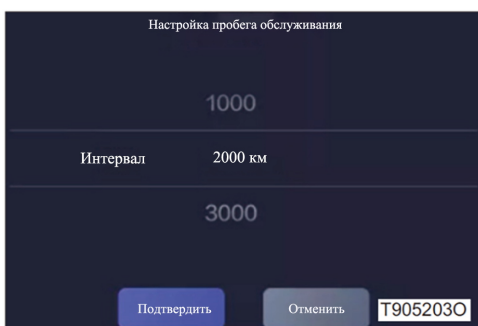 Настройка пробега обслуживания
1000
Интервал 2000 км
3000
Подтвердить Отменить T905203O